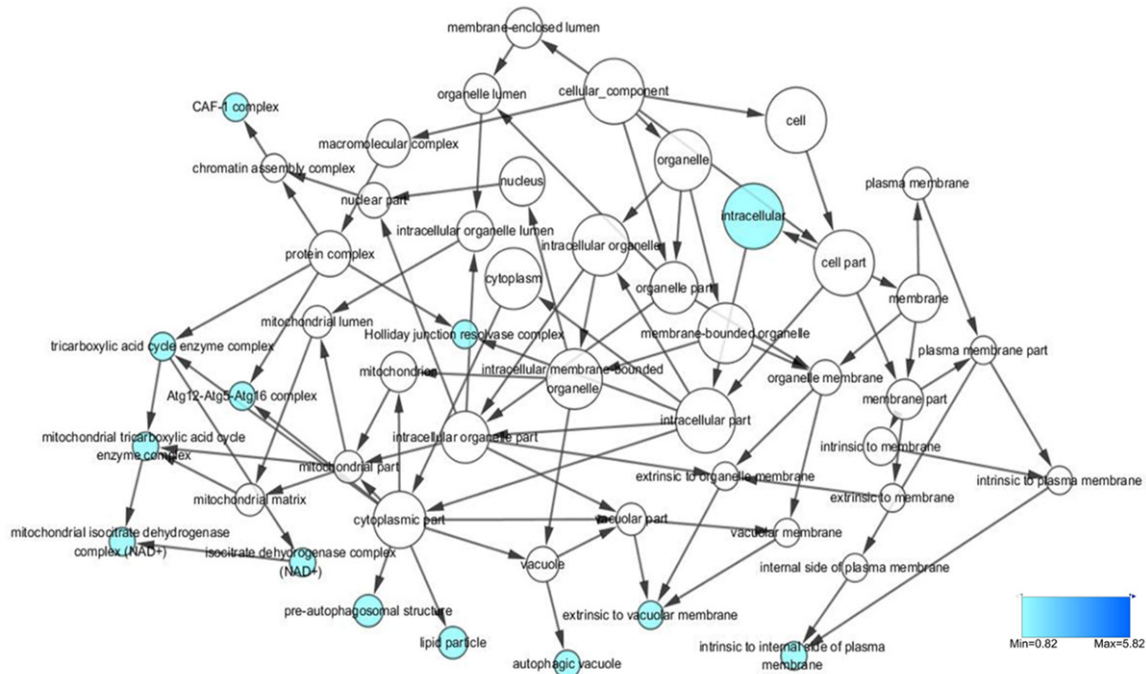 membrane-enclosed lumen
cellular_component
organelle lumen
CAF-1 complex
cell
macromolecular complex
organelle
chromatin assembly complex
nucleus
plasma membrane
nuclear part
intracellular
intracellular organelle lumen
intracellular organelle
protein complex
cell part
cytoplasm
organelle part
membrane
mitochondrial lumen
Holliday junction resolvase complex
membrane-bounded organelle
tricarboxylic acid cycle enzyme complex
plasma membrane part
mitochondrion
intracellular membrane-bounded
organelle
organelle membrane
Atg12-Atg5-Atg16 complex
membrane part
intracellular part
mitochondrial tricarboxylic acid cycle
enzyme complex
intracellular organelle part
intrinsic to membrane
mitochondrial part
extrinsic to organelle membrane
intrinsic to plasma membrane
mitochondrial matrix
extrinsic to membrane
cytoplasmic part
vacuolar part
vacuolar membrane
mitochondrial isocitrate dehydrogenase
complex (NAD+)
isocitrate dehydrogenase complex
(NAD+)
vacuole
internal side of plasma membrane
pre-autophagosomal structure
extrinsic to vacuolar membrane
lipid particle
autophagic vacuole
intrinsic to internal side of plasma
membrane
Min=0.82 Max=5.82